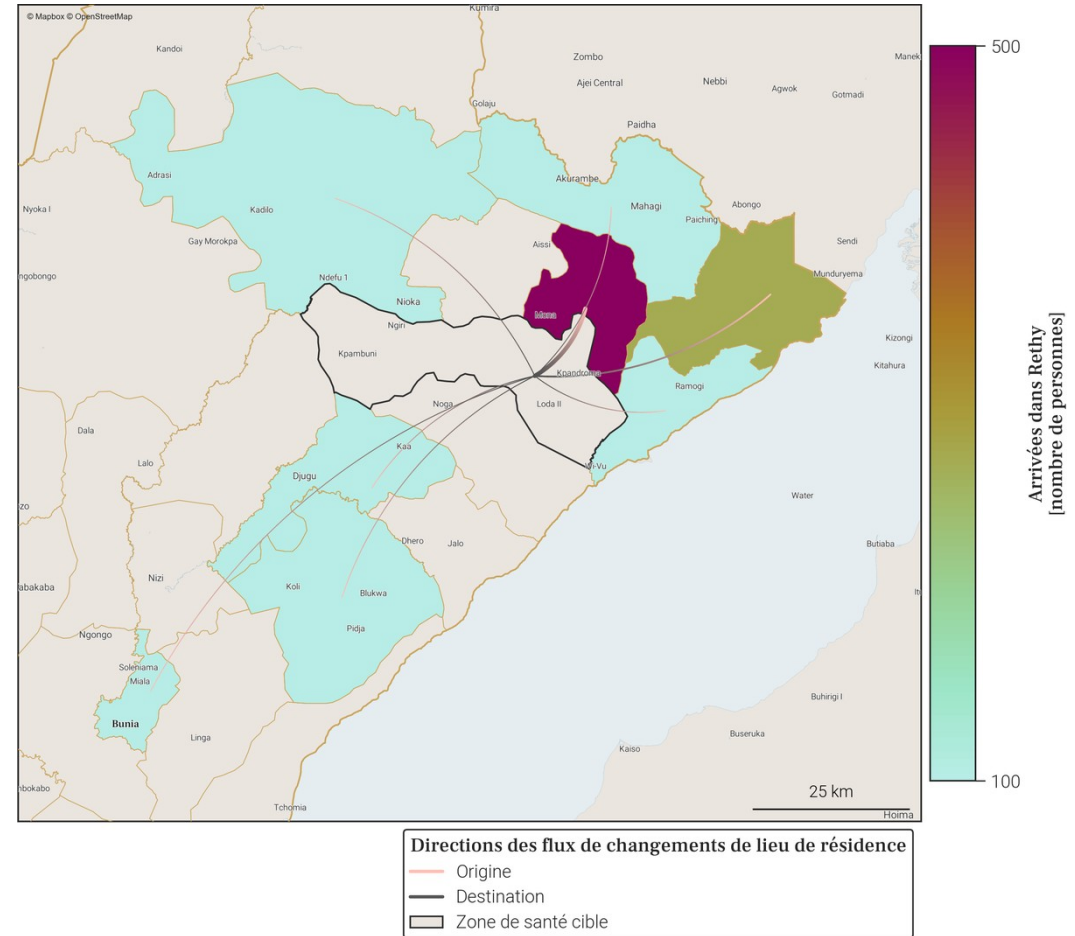 Kumira
© Mapbox © OpenStreetMap
Kandoi
Zombo
Manek
Ajei Central
Nebbi
Agwok
Gotmadi
Golaju
Paidha
Adrasi
Akurambe
Nyoka I
Kadilo
Mahagi
Abongo
Paiching
Gay Morokpa
Aissi
Sendi
ngobongo
Ndefu 1
Munduryema
Nioka
Mana
Ngiri
Kizongi
Kpambuni
Kitahura
Kpandroma
Ramogi
Noga
Loda II
Dala
Kaa
Lalo
Wi-Vu
Djugu
Water
zo
Dhero
Jalo
Butiaba
Nizi
abakaba
Koli
Blukwa
Pidja
Ngongo
Soleniama
Miala
Buhirigi I
Bunia
Linga
Buseruka
Kaiso
nbokabo
Tchomia
25 km
Hoima
500
100
Arrivées dans Rethy
[nombre de personnes]
Directions des flux de changements de lieu de résidence
Origine
Destination
Zone de santé cible